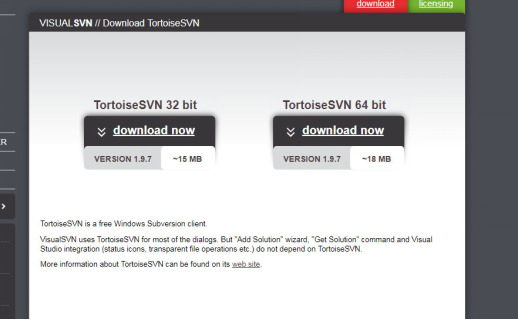 download licensing
VISUALSVN // Download TortoiseSVN
TortoiseSVN 32 bit
download now
VERSION 1.9.7 ~15 MB
TortoiseSVN 64 bit
download now
VERSION 1.9.7 ~18 MB
ER
TortoiseSVN is a free Windows Subversion client.
VisualSVN uses TortoiseSVN for most of the dialogs. But "Add Solution" wizard, "Get Solution" command and Visual
Studio integration (status icons, transparent file operations etc.) do not depend on TortoiseSVN.
More information about TortoiseSVN can be found on its web site.